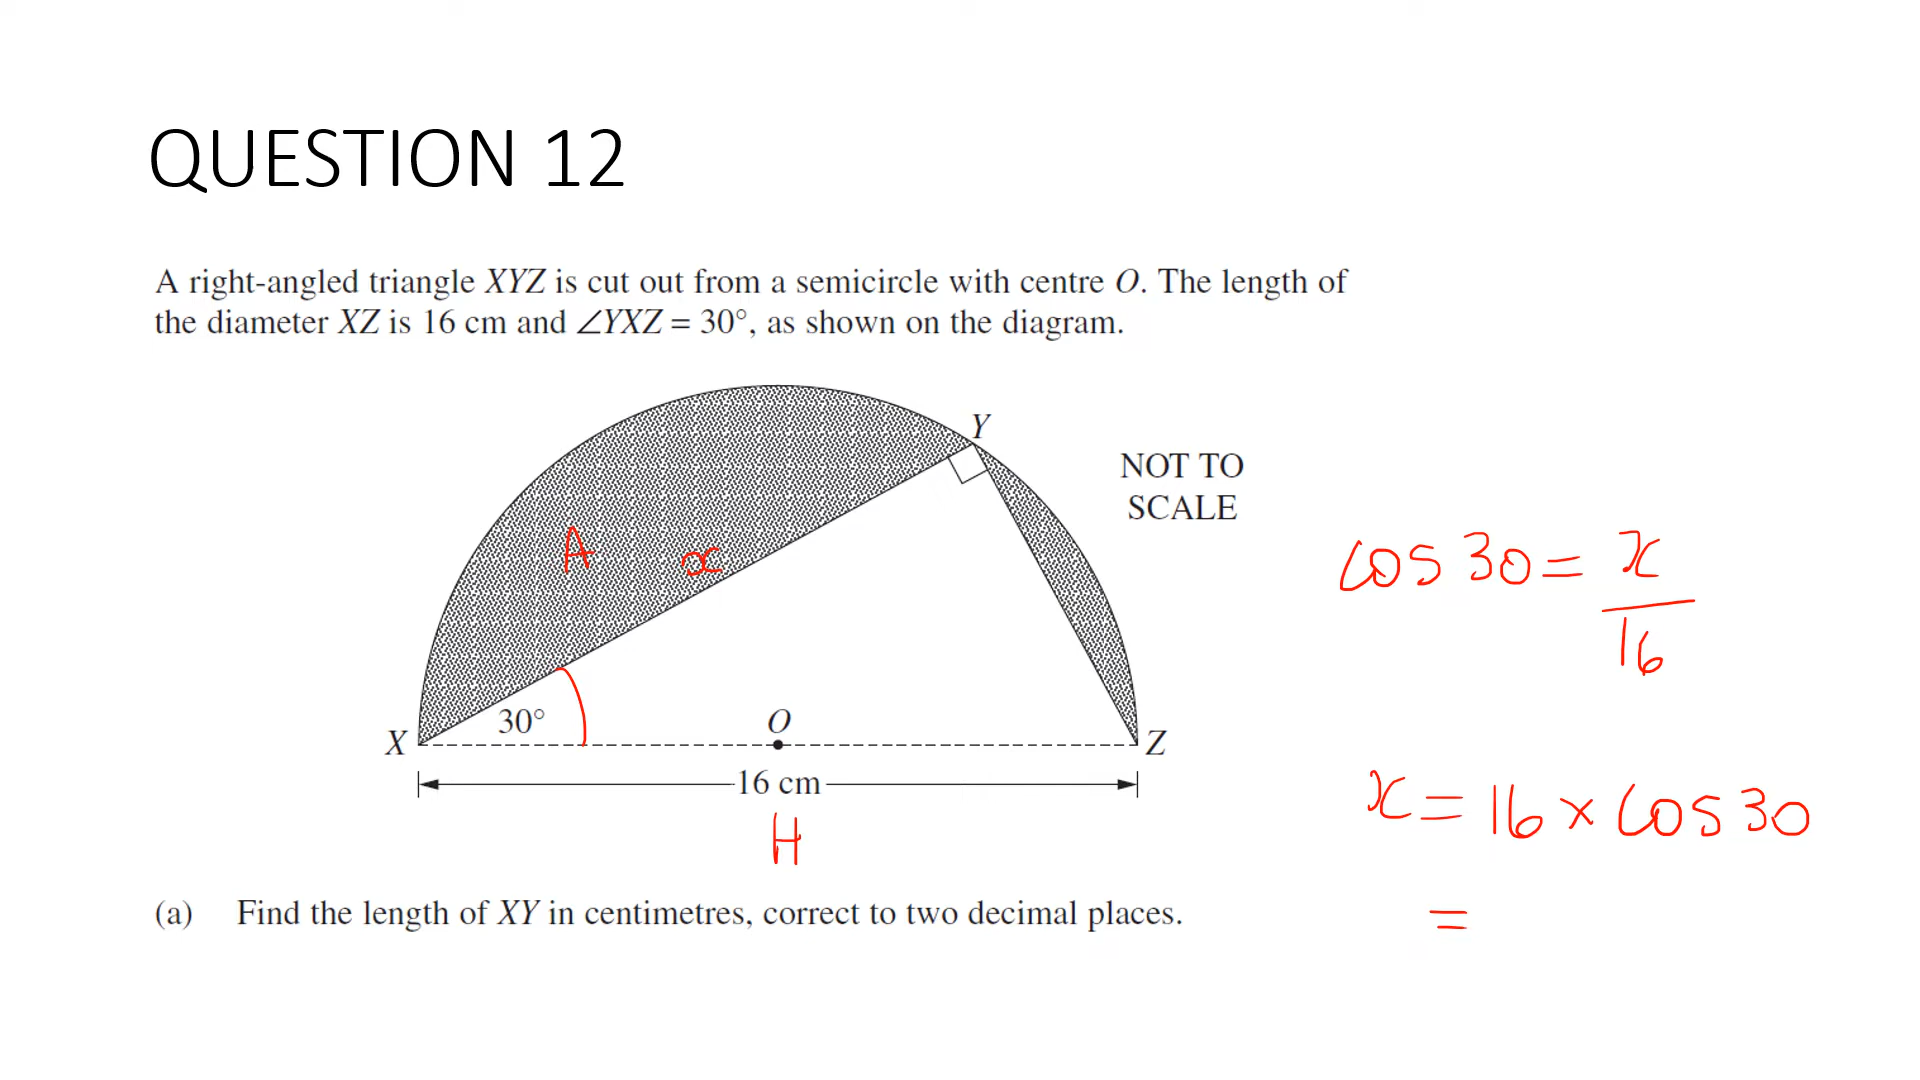 QUESTION 12
A right-angled triangle XYZ is cut out from a semicircle with centre O. The length of
the diameter XZ is 16 cm and ∠YXZ = 30°, as shown on the diagram.
Y
NOT TO
SCALE
A
x
cos 30 = x
16
30°
O
X
Z
16 cm
H
x = 16 × cos 30
(a) Find the length of XY in centimetres, correct to two decimal places.
=